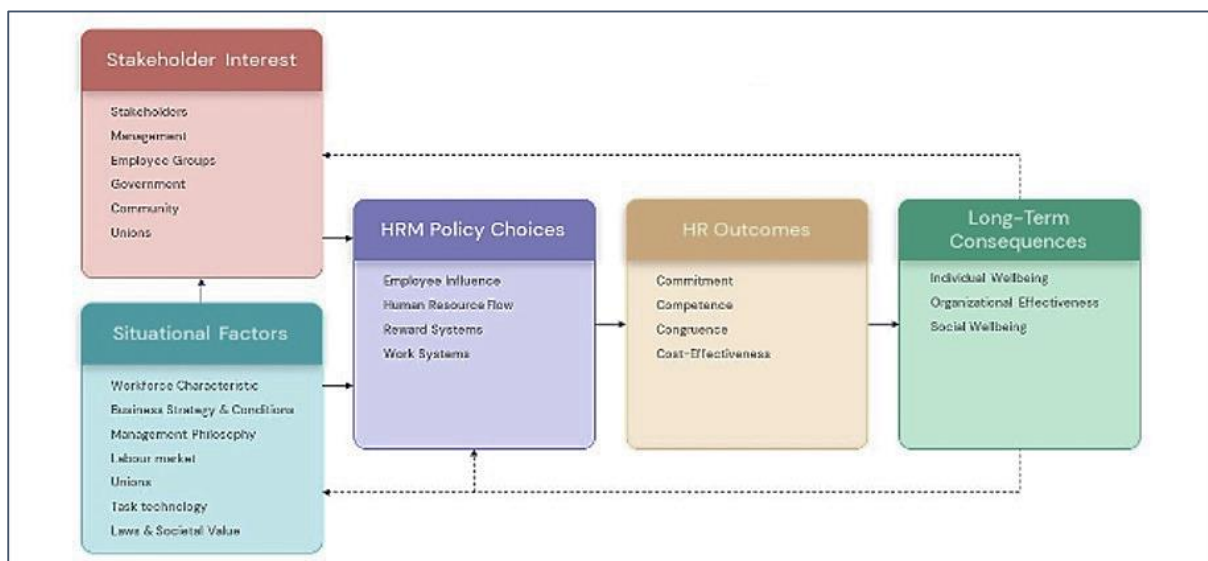 Stakeholder Interest
Stakeholders
Management
Employee Groups
Government
Community
Unions
Situational Factors
Workforce Characteristic
Business Strategy & Conditions
Management Philosophy
Labour market
Unions
Task technology
Laws & Societal Value
HRM Policy Choices
Employee Influence
Human Resource Flow
Reward Systems
Work Systems
HR Outcomes
Commitment
Competence
Congruence
Cost-Effectiveness
Long-Term
Consequences
Individual Wellbeing
Organizational Effectiveness
Social Wellbeing